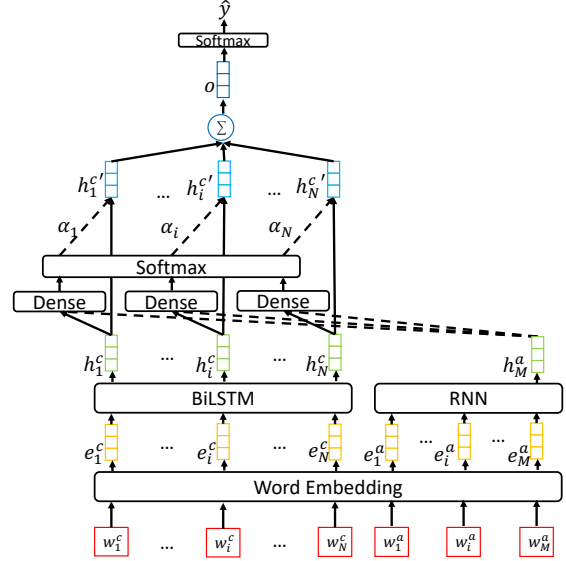 ŷ
Softmax
o
Σ
h_1^{c'} ... h_i^{c'} ... h_N^{c'}
α_1 α_i α_N
Softmax
Dense Dense Dense
h_1^c ... h_i^c ... h_N^c h_M^a
BiLSTM RNN
e_1^c ... e_i^c ... e_N^c e_1^a ... e_i^a ... e_M^a
Word Embedding
w_1^c ... w_i^c ... w_N^c w_1^a w_i^a w_M^a